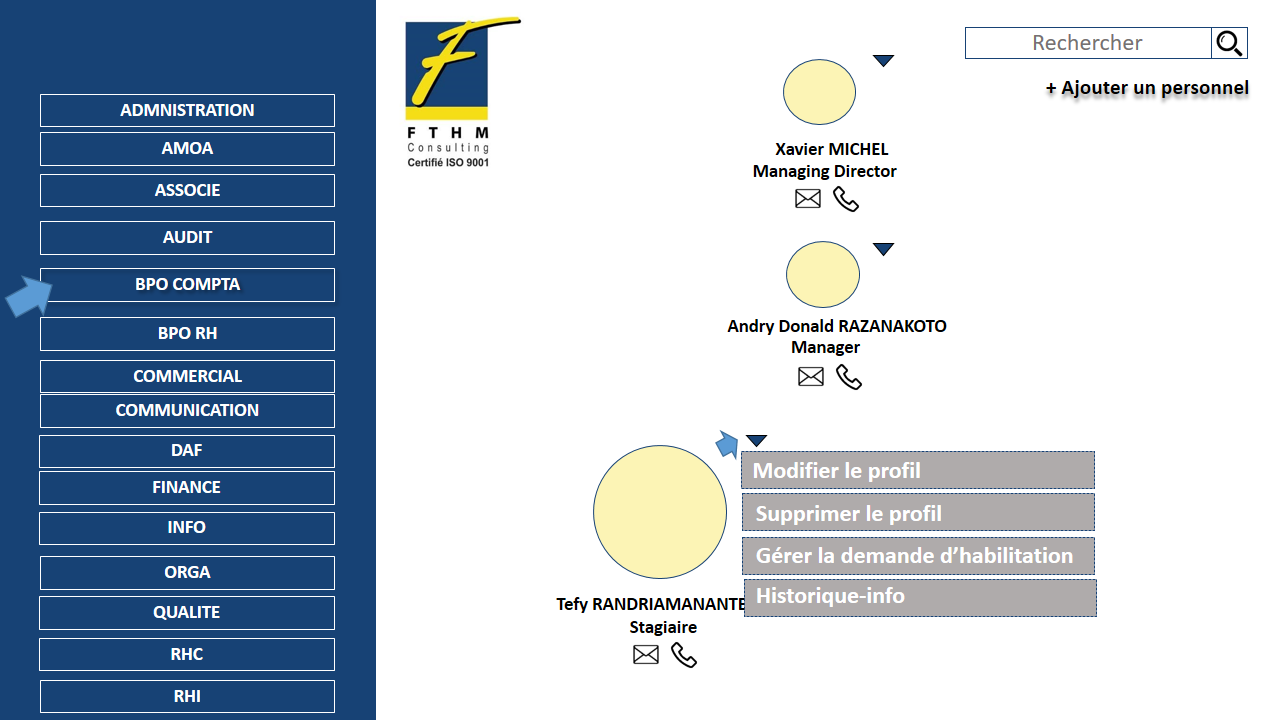 ADMNISTRATION
AMOA
ASSOCIE
AUDIT
BPO COMPTA
BPO RH
COMMERCIAL
COMMUNICATION
DAF
FINANCE
INFO
ORGA
QUALITE
RHC
RHI
F T H M
Consulting
Certifié ISO 9001
Rechercher
+ Ajouter un personnel
Xavier MICHEL
Managing Director
Andry Donald RAZANAKOTO
Manager
Modifier le profil
Supprimer le profil
Gérer la demande d’habilitation
Historique-info
Tefy RANDRIAMANANTE
Stagiaire